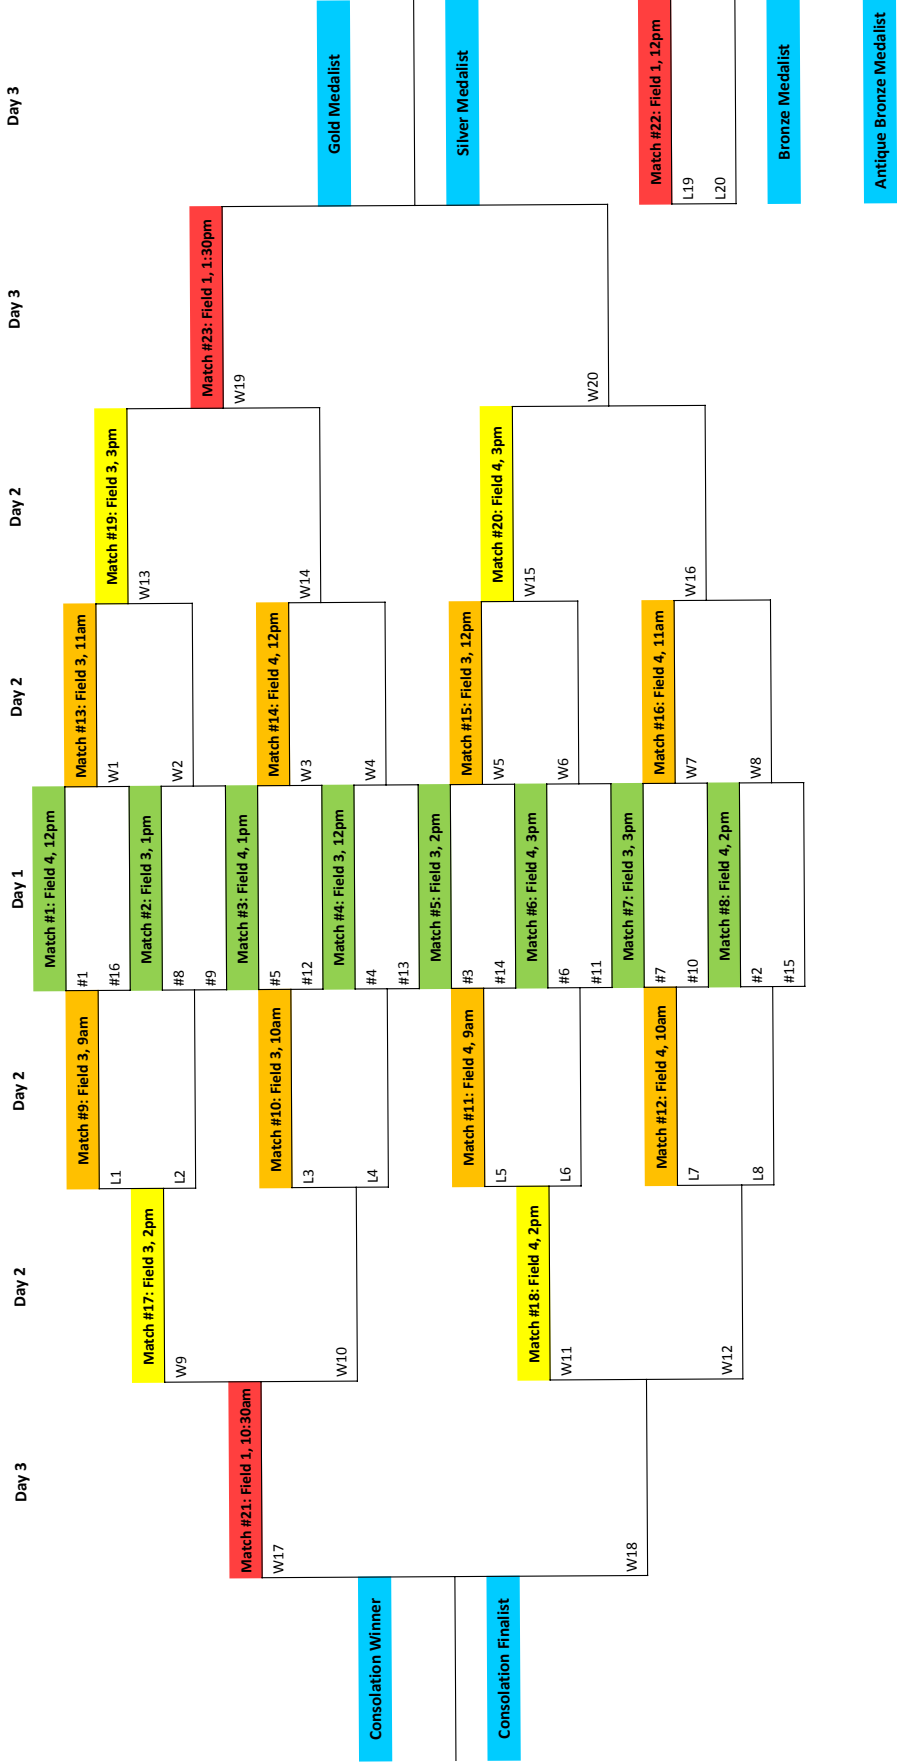 Day 3
Day 2
Day 2
Day 1
Day 2
Day 2
Day 3
Day 3
Match #1: Field 4, 12pm
#1
#16
Match #2: Field 3, 1pm
#8
#9
Match #3: Field 4, 1pm
#5
#12
Match #4: Field 3, 12pm
#4
#13
Match #5: Field 3, 2pm
#3
#14
Match #6: Field 4, 3pm
#6
#11
Match #7: Field 3, 3pm
#7
#10
Match #8: Field 4, 2pm
#2
#15
Match #9: Field 3, 9am
L1
L2
Match #10: Field 3, 10am
L3
L4
Match #11: Field 4, 9am
L5
L6
Match #12: Field 4, 10am
L7
L8
Match #13: Field 3, 11am
W1
W2
Match #14: Field 4, 12pm
W3
W4
Match #15: Field 3, 12pm
W5
W6
Match #16: Field 4, 11am
W7
W8
Match #17: Field 3, 2pm
W9
W10
Match #18: Field 4, 2pm
W11
W12
Match #19: Field 3, 3pm
W13
W14
Match #20: Field 4, 3pm
W15
W16
Match #21: Field 1, 10:30am
W17
W18
Consolation Winner
Consolation Finalist
Match #23: Field 1, 1:30pm
W19
W20
Gold Medalist
Silver Medalist
Match #22: Field 1, 12pm
L19
L20
Bronze Medalist
Antique Bronze Medalist